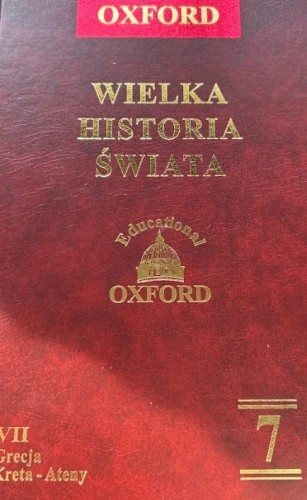 OXFORD
WIELKA
HISTORIA
ŚWIATA
Educational
OXFORD
VII
Grecja
Kreta - Ateny
7